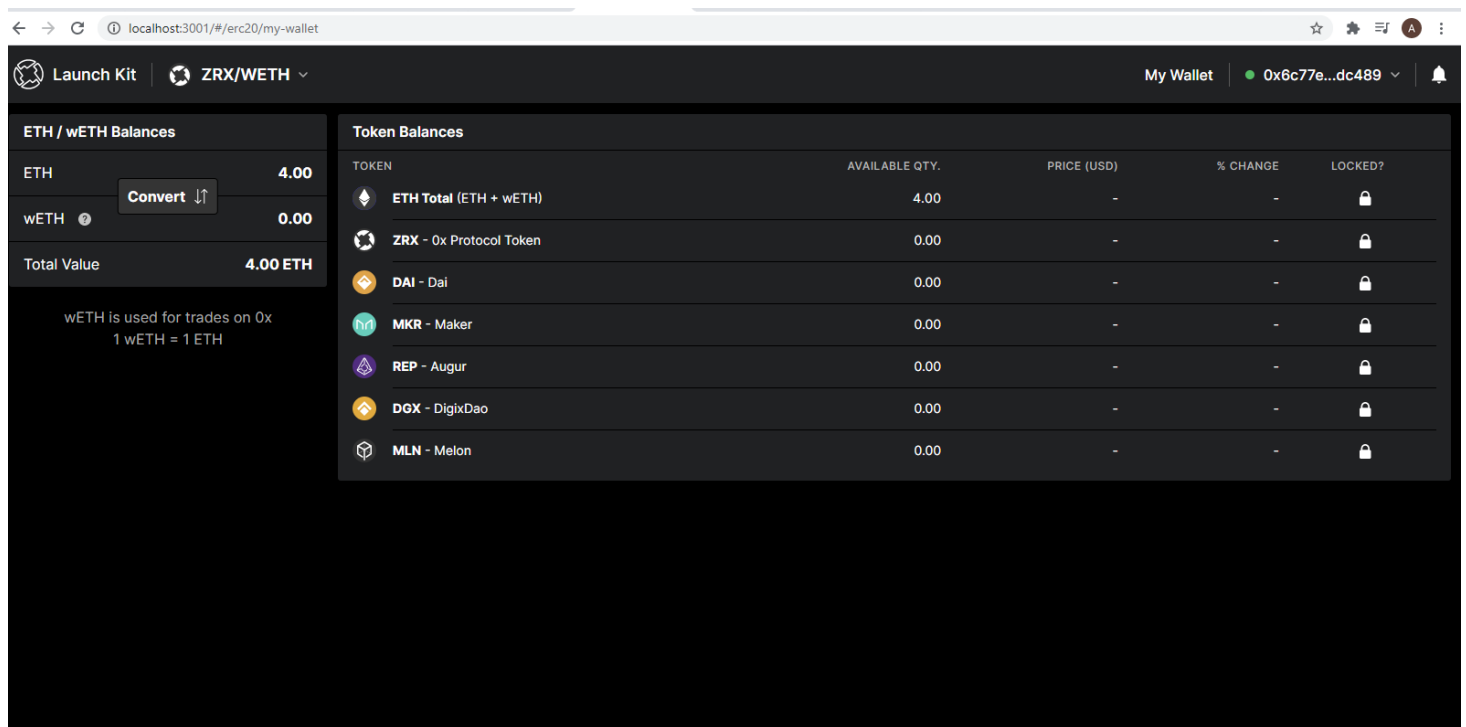 localhost:3001/#/erc20/my-wallet
A
Launch Kit ZRX/WETH My Wallet 0x6c77e...dc489
ETH / wETH Balances
ETH 4.00
Convert
wETH ? 0.00
Total Value 4.00 ETH
wETH is used for trades on 0x
1 wETH = 1 ETH
Token Balances
TOKEN AVAILABLE QTY. PRICE (USD) % CHANGE LOCKED?
ETH Total (ETH + wETH) 4.00 - -
ZRX - 0x Protocol Token 0.00 - -
DAI - Dai 0.00 - -
MKR - Maker 0.00 - -
REP - Augur 0.00 - -
DGX - DigixDao 0.00 - -
MLN - Melon 0.00 - -